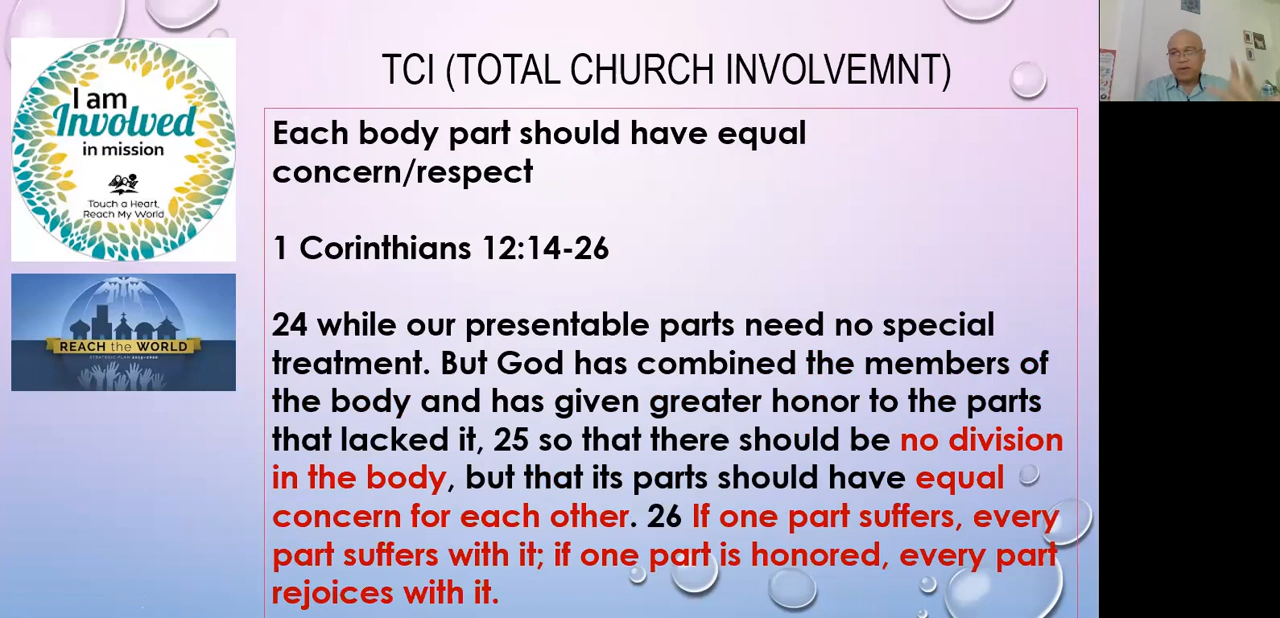 TCI (TOTAL CHURCH INVOLVEMNT)
I am
Involved
in mission
Touch a Heart,
Reach My World
REACH the WORLD
Each body part should have equal
concern/respect
1 Corinthians 12:14-26
24 while our presentable parts need no special
treatment. But God has combined the members of
the body and has given greater honor to the parts
that lacked it, 25 so that there should be no division
in the body, but that its parts should have equal
concern for each other. 26 If one part suffers, every
part suffers with it; if one part is honored, every part
rejoices with it.